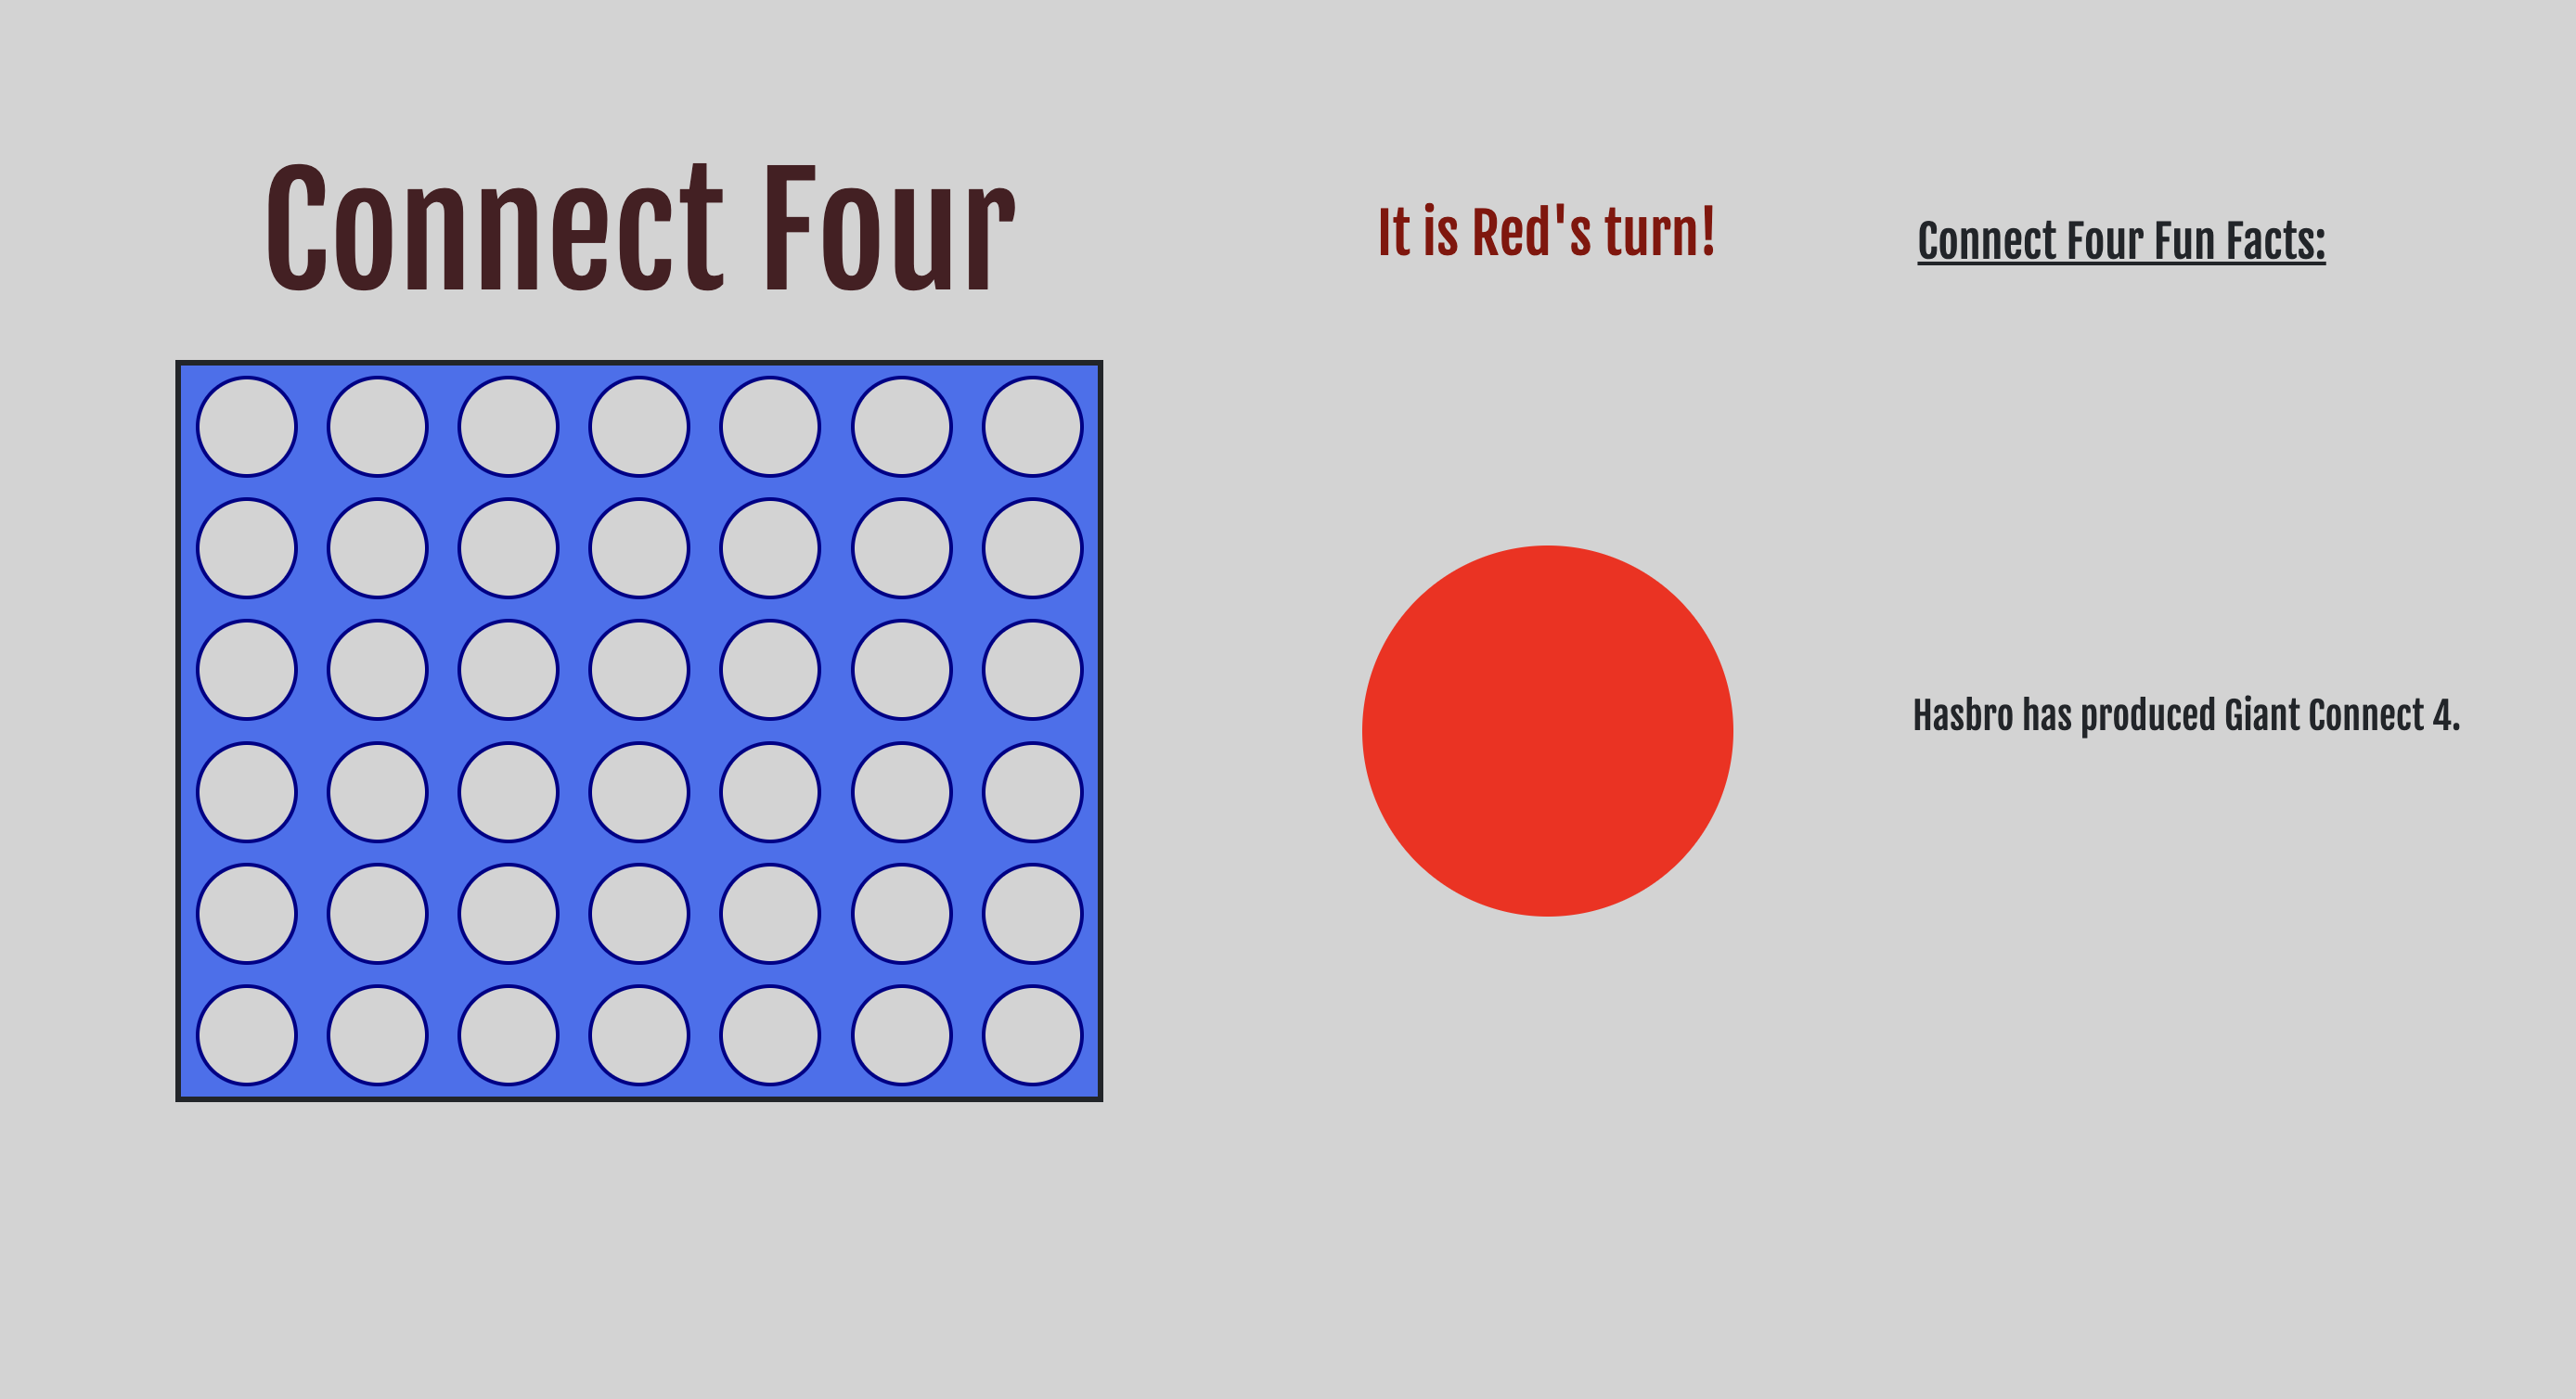 Connect Four
It is Red's turn!
Connect Four Fun Facts:
Hasbro has produced Giant Connect 4.